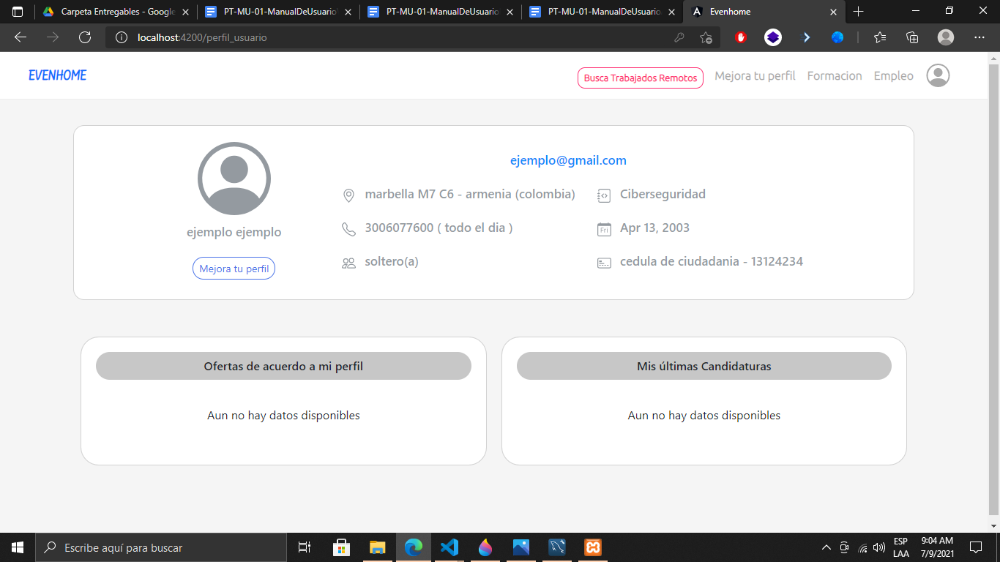 Carpeta Entregables - Google
PT-MU-01-ManualDeUsuario
PT-MU-01-ManualDeUsuario
PT-MU-01-ManualDeUsuario
Evenhome
localhost:4200/perfil_usuario
EVENHOME
Busca Trabajados Remotos
Mejora tu perfil
Formacion
Empleo
ejemplo ejemplo
Mejora tu perfil
ejemplo@gmail.com
marbella M7 C6 - armenia (colombia)
Ciberseguridad
3006077600 ( todo el dia )
Fri
Apr 13, 2003
soltero(a)
cedula de ciudadania - 13124234
Ofertas de acuerdo a mi perfil
Aun no hay datos disponibles
Mis últimas Candidaturas
Aun no hay datos disponibles
Escribe aquí para buscar
ESP
LAA
9:04 AM
7/9/2021